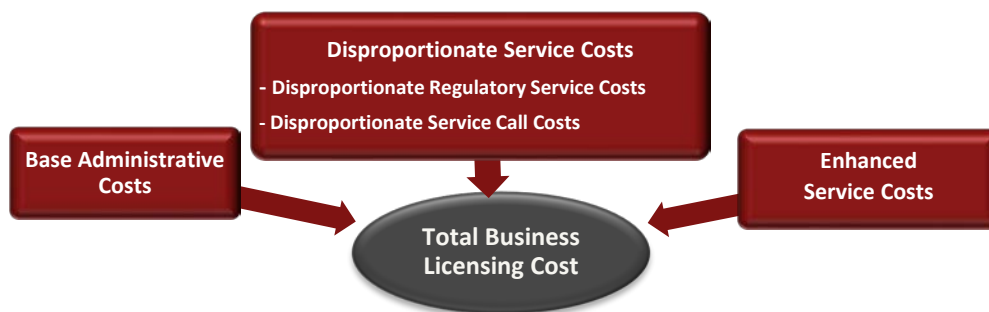 Disproportionate Service Costs
- Disproportionate Regulatory Service Costs
- Disproportionate Service Call Costs
Base Administrative
Costs
Enhanced
Service Costs
Total Business
Licensing Cost